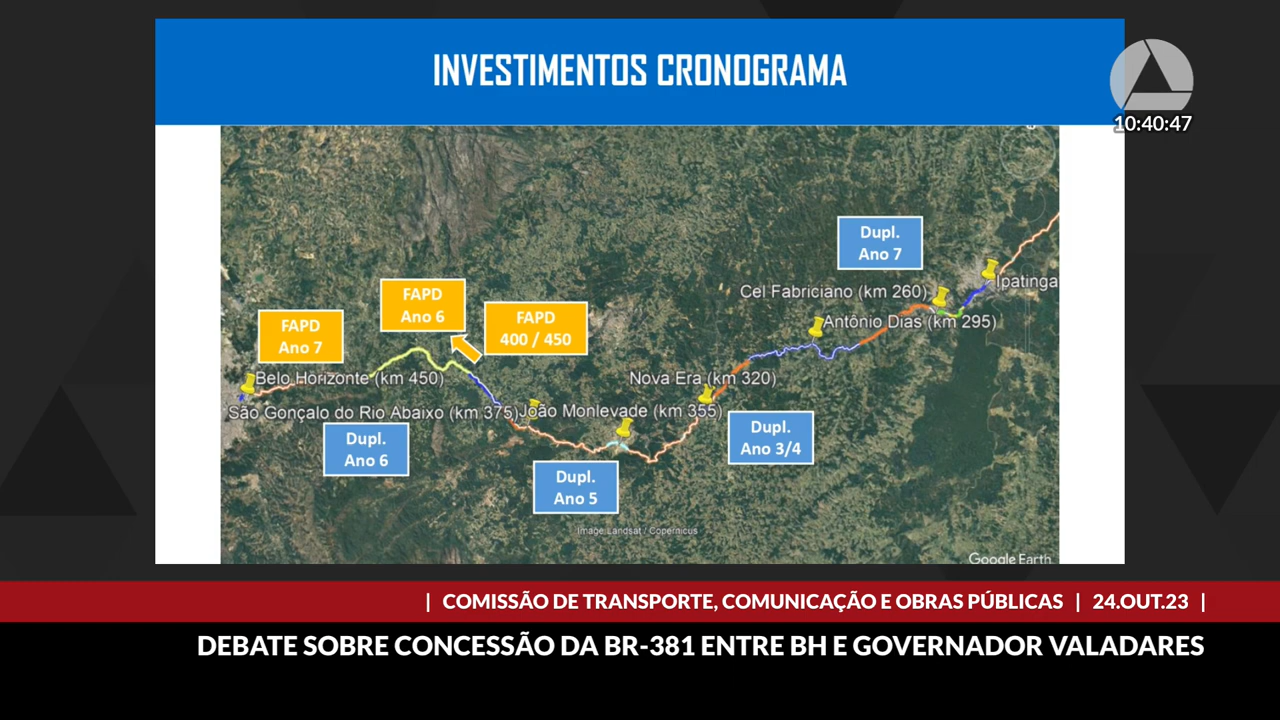 INVESTIMENTOS CRONOGRAMA
10:40:47
Dupl.
Ano 7
Ipatinga
Cel Fabriciano (km 260)
Antônio Dias (km 295)
FAPD
Ano 6
FAPD
400 / 450
FAPD
Ano 7
Belo Horizonte (km 450)
Nova Era (km 320)
São Gonçalo do Rio Abaixo (km 375)
João Monlevade (km 355)
Dupl.
Ano 6
Dupl.
Ano 3/4
Dupl.
Ano 5
Image Landsat / Copernicus
Google Earth
| COMISSÃO DE TRANSPORTE, COMUNICAÇÃO E OBRAS PÚBLICAS | 24.OUT.23 |
DEBATE SOBRE CONCESSÃO DA BR-381 ENTRE BH E GOVERNADOR VALADARES